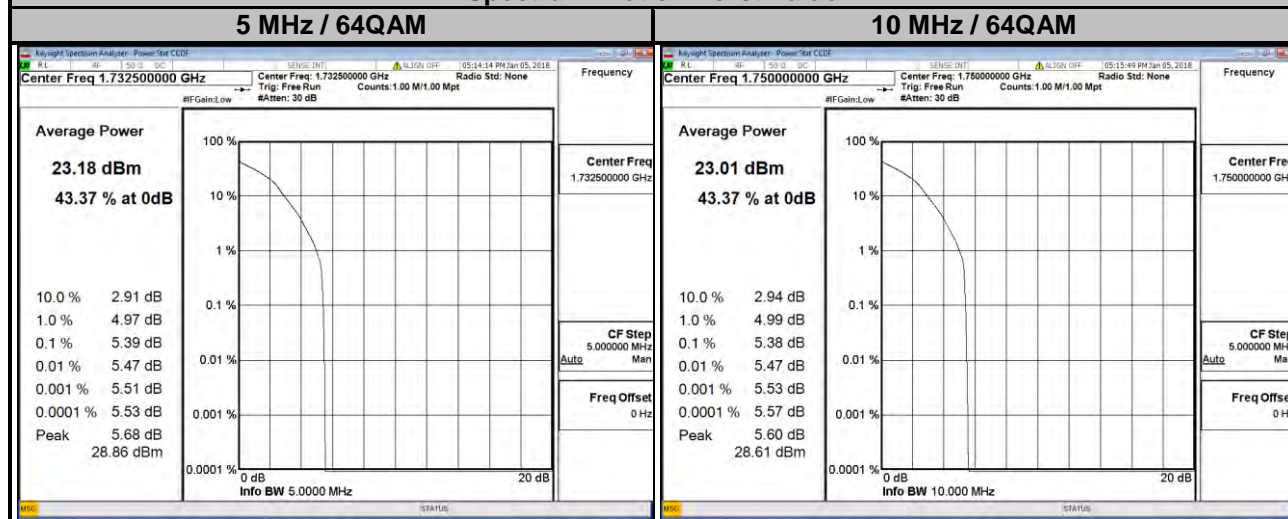 5 MHz / 64QAM
10 MHz / 64QAM
Keysight Spectrum Analyzer - Power Stat CCDF
RL RF 50 Ω DC SENSE:INT ALIGN OFF 05:14:14 PM Jan 05, 2018
Center Freq 1.732500000 GHz
Center Freq: 1.732500000 GHz Radio Std: None
Trig: Free Run Counts:1.00 M/1.00 Mpt
#IFGain:Low #Atten: 30 dB
Frequency
Average Power
23.18 dBm
43.37 % at 0dB
10.0 % 2.91 dB
1.0 % 4.97 dB
0.1 % 5.39 dB
0.01 % 5.47 dB
0.001 % 5.51 dB
0.0001 % 5.53 dB
Peak 5.68 dB
28.86 dBm
100 %
10 %
1 %
0.1 %
0.01 %
0.001 %
0.0001 %
0 dB 20 dB
Info BW 5.0000 MHz
Center Freq
1.732500000 GHz
CF Step
5.000000 MHz
Auto Man
Freq Offset
0 Hz
MSG STATUS
Keysight Spectrum Analyzer - Power Stat CCDF
RL RF 50 Ω DC SENSE:INT ALIGN OFF 05:15:49 PM Jan 05, 2018
Center Freq 1.750000000 GHz
Center Freq: 1.750000000 GHz Radio Std: None
Trig: Free Run Counts:1.00 M/1.00 Mpt
#IFGain:Low #Atten: 30 dB
Frequency
Average Power
23.01 dBm
43.37 % at 0dB
10.0 % 2.94 dB
1.0 % 4.99 dB
0.1 % 5.38 dB
0.01 % 5.47 dB
0.001 % 5.53 dB
0.0001 % 5.57 dB
Peak 5.60 dB
28.61 dBm
100 %
10 %
1 %
0.1 %
0.01 %
0.001 %
0.0001 %
0 dB 20 dB
Info BW 10.000 MHz
Center Fre
1.750000000 GH
CF Step
5.000000 MH
Auto Ma
Freq Offse
0 H
MSG STATUS